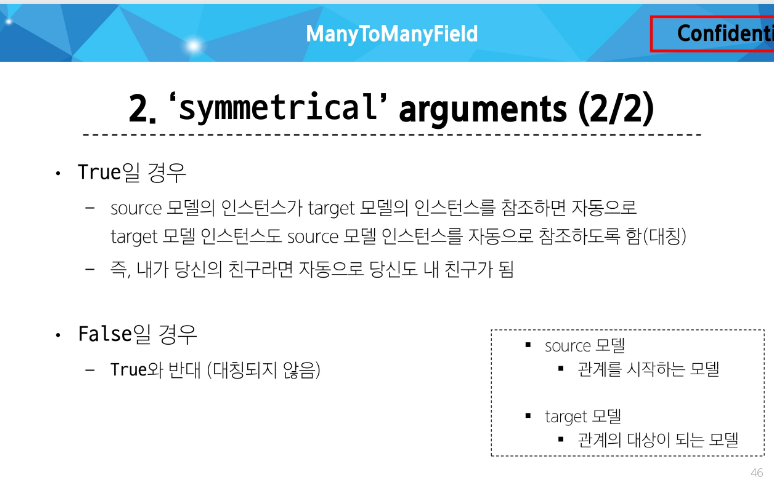 ManyToManyField
Confidenti
2. ‘symmetrical’ arguments (2/2)
• True일 경우
– source 모델의 인스턴스가 target 모델의 인스턴스를 참조하면 자동으로
target 모델 인스턴스도 source 모델 인스턴스를 자동으로 참조하도록 함(대칭)
– 즉, 내가 당신의 친구라면 자동으로 당신도 내 친구가 됨
• False일 경우
– True와 반대 (대칭되지 않음)
▪ source 모델
▪ 관계를 시작하는 모델
▪ target 모델
▪ 관계의 대상이 되는 모델
46